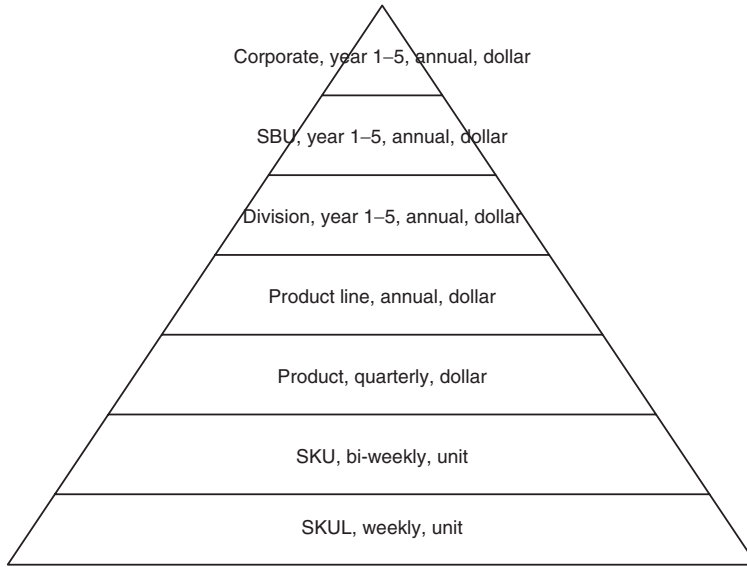 Corporate, year 1–5, annual, dollar
SBU, year 1–5, annual, dollar
Division, year 1–5, annual, dollar
Product line, annual, dollar
Product, quarterly, dollar
SKU, bi-weekly, unit
SKUL, weekly, unit